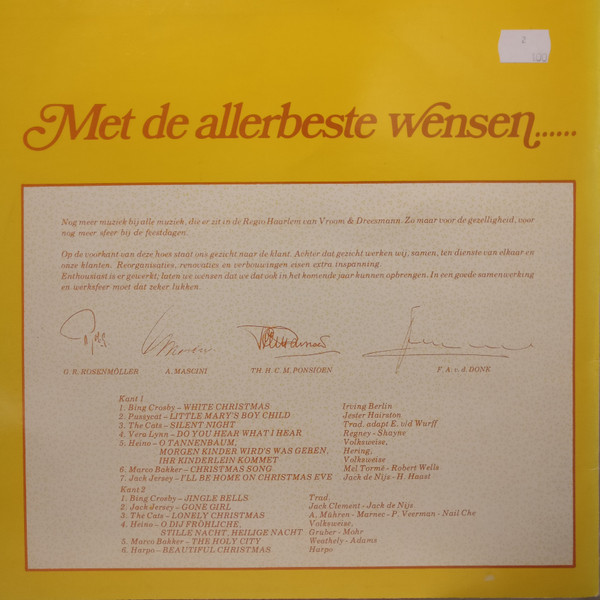 2
100
Met de allerbeste wensen......
Nog meer muziek bij alle muziek, die er zit in de Regio Haarlem van Vroom & Dreesmann. Zo maar voor de gezelligheid, voor
nog meer sfeer bij de feestdagen.
Op de voorkant van deze hoes staat ons gezicht naar de klant. Achter dat gezicht werken wij, samen, ten dienste van elkaar en
onze klanten. Reorganisaties, renovaties en verbouwingen eisen extra inspanning.
Enthousiast is er gewerkt; laten we wensen dat we dat ook in het komende jaar kunnen opbrengen. In een goede samenwerking
en werksfeer moet dat zeker lukken.
G. R. ROSENMÖLLER A. MASCINI TH. H. C. M. PONSIOEN F. A. v. d. DONK
Kant 1
1. Bing Crosby – WHITE CHRISTMAS Irving Berlin
2. Pussycat – LITTLE MARY'S BOY CHILD Jester Hairston
3. The Cats – SILENT NIGHT Trad. adapt E. v/d Wurff
4. Vera Lynn – DO YOU HEAR WHAT I HEAR Regney - Shayne
5. Heino – O TANNENBAUM, Volksweise,
MORGEN KINDER WIRD'S WAS GEBEN, Hering,
IHR KINDERLEIN KOMMET Volksweise
6. Marco Bakker – CHRISTMAS SONG Mel Tormé - Robert Wells
7. Jack Jersey – I'LL BE HOME ON CHRISTMAS EVE Jack de Nijs - H. Haast
Kant 2
1. Bing Crosby – JINGLE BELLS Trad.
2. Jack Jersey – GONE GIRL Jack Clement - Jack de Nijs
3. The Cats – LONELY CHRISTMAS A. Mühren - Marnec - P. Veerman - Nail Che
4. Heino – O DIJ FRÖHLICHE, Volksweise,
STILLE NACHT, HEILIGE NACHT Gruber - Mohr
5. Marco Bakker – THE HOLY CITY Weathely - Adams
6. Harpo – BEAUTIFUL CHRISTMAS Harpo